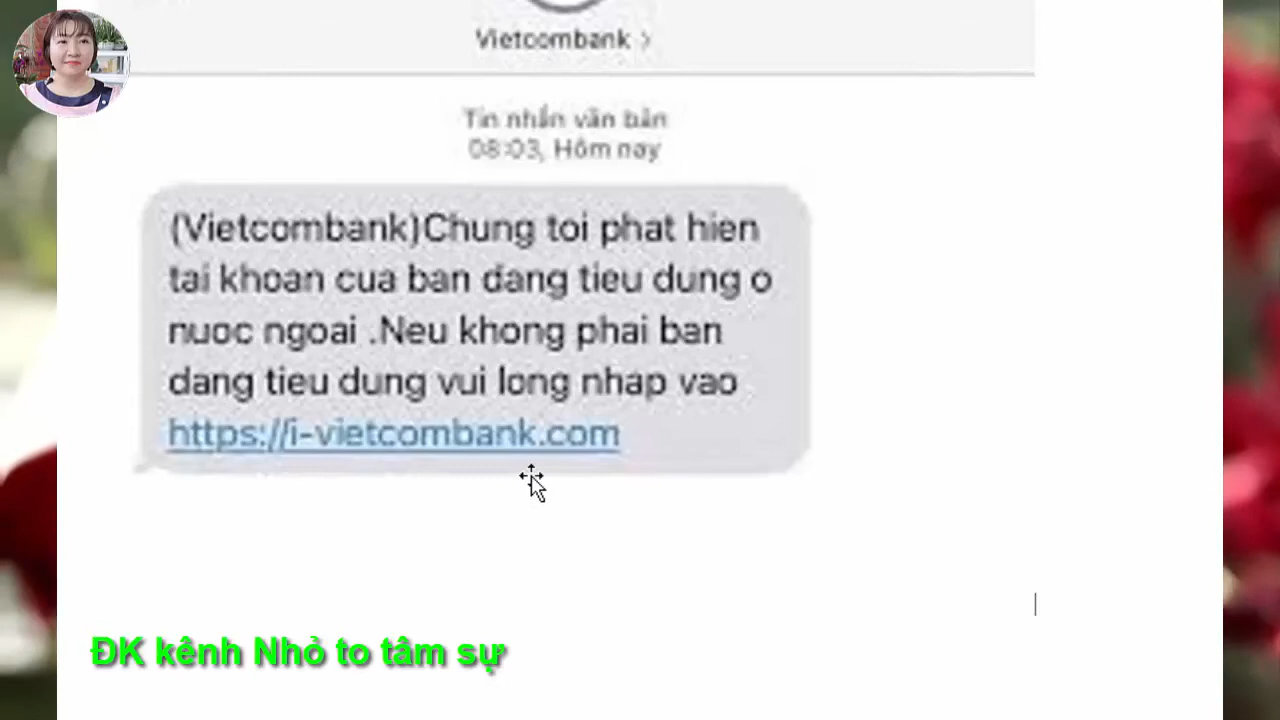 Vietcombank >
Tin nhắn văn bản
08:03, Hôm nay
(Vietcombank)Chung toi phat hien
tai khoan cua ban dang tieu dung o
nuoc ngoai .Neu khong phai ban
dang tieu dung vui long nhap vao
https://i-vietcombank.com
ĐK kênh Nhỏ to tâm sự